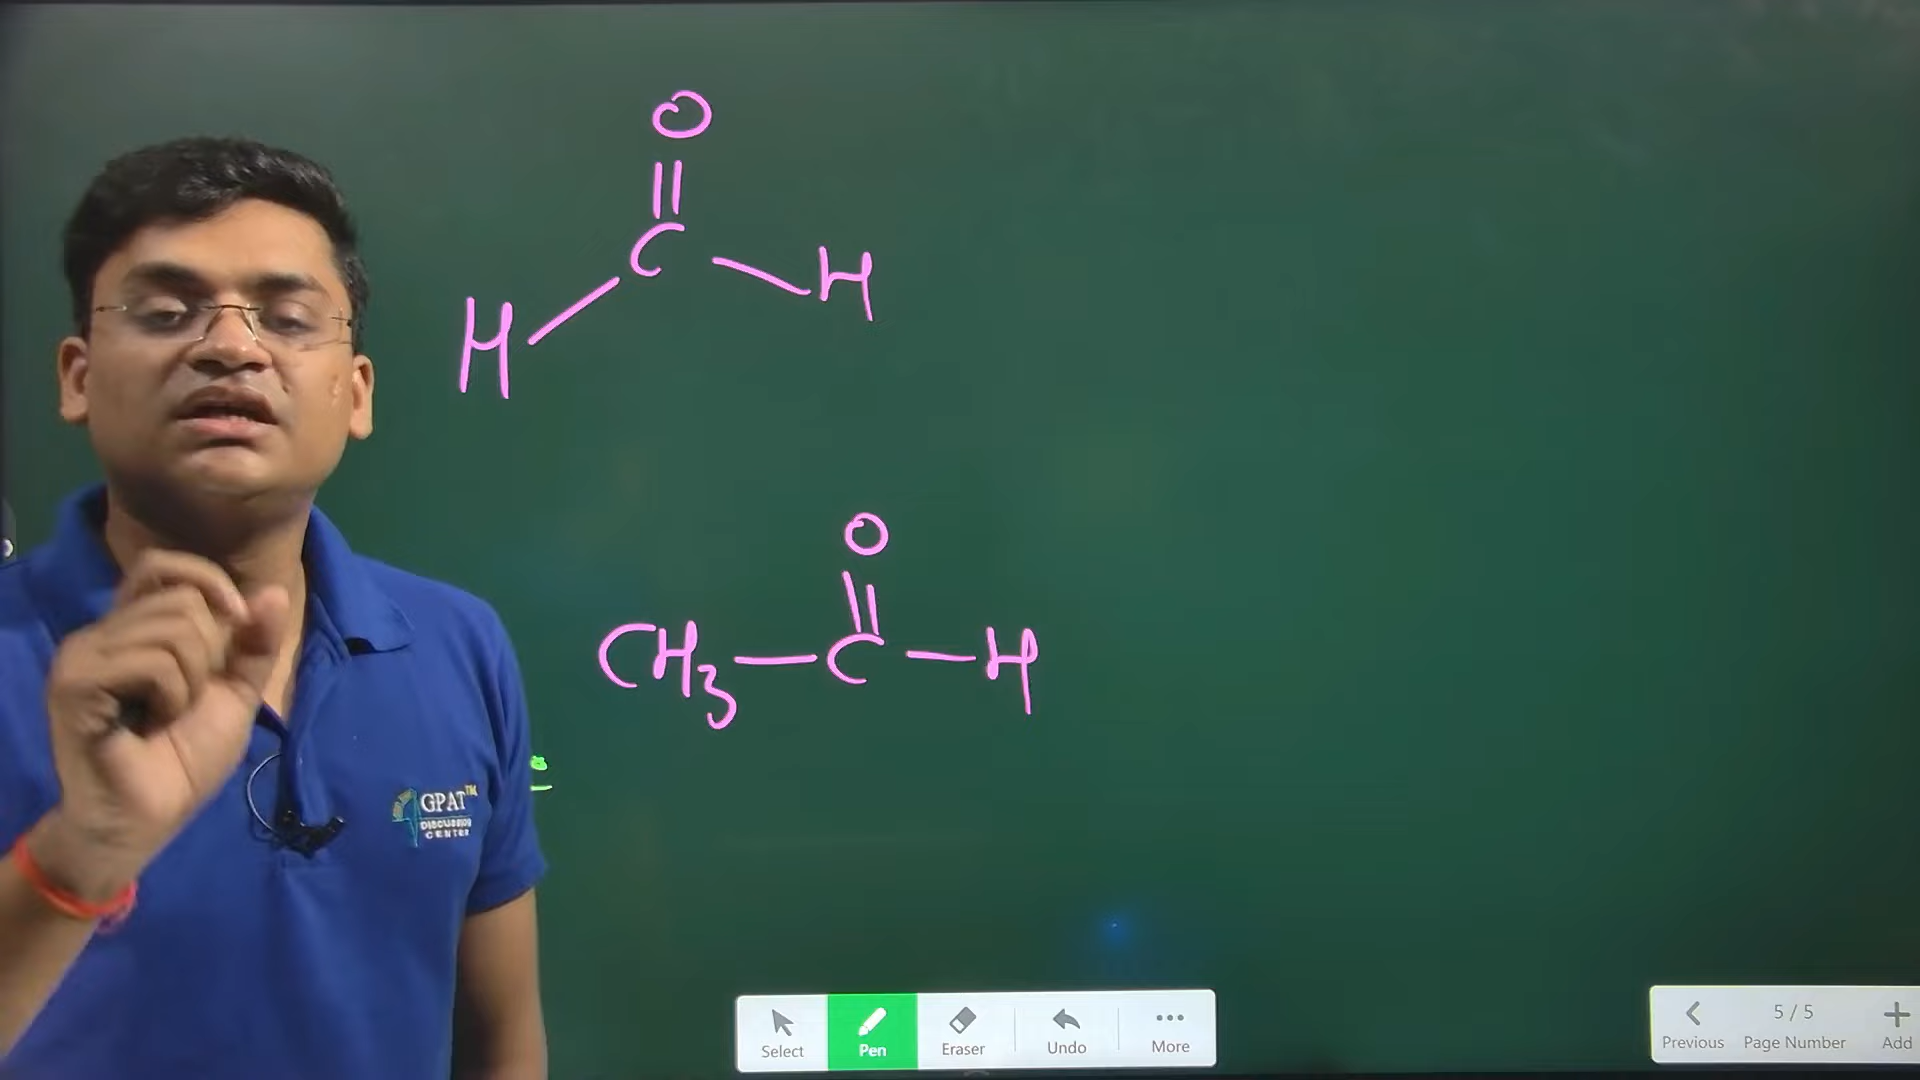 O
||
C
H — C — H
O
||
CH₃ — C — H
GPAT™
DISCUSSION
CENTER
Select
Pen
Eraser
Undo
More
Previous
5 / 5
Page Number
Add